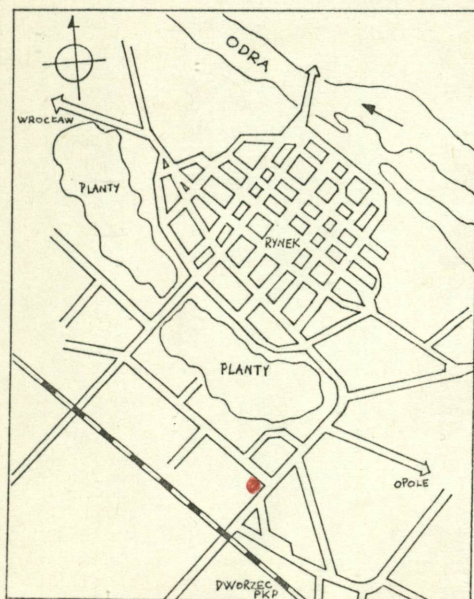 ODRA
WROCŁAW
PLANTY
RYNEK
PLANTY
OPOLE
DWORZEC
PKP